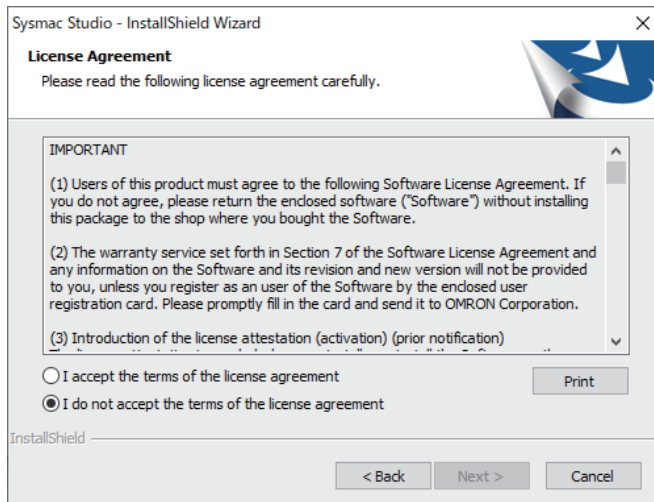 Sysmac Studio - InstallShield Wizard
License Agreement
Please read the following license agreement carefully.
IMPORTANT
(1) Users of this product must agree to the following Software License Agreement. If
you do not agree, please return the enclosed software ("Software") without installing
this package to the shop where you bought the Software.
(2) The warranty service set forth in Section 7 of the Software License Agreement and
any information on the Software and its revision and new version will not be provided
to you, unless you register as an user of the Software by the enclosed user
registration card. Please promptly fill in the card and send it to OMRON Corporation.
(3) Introduction of the license attestation (activation) (prior notification)
I accept the terms of the license agreement
Print
I do not accept the terms of the license agreement
InstallShield
< Back
Next >
Cancel